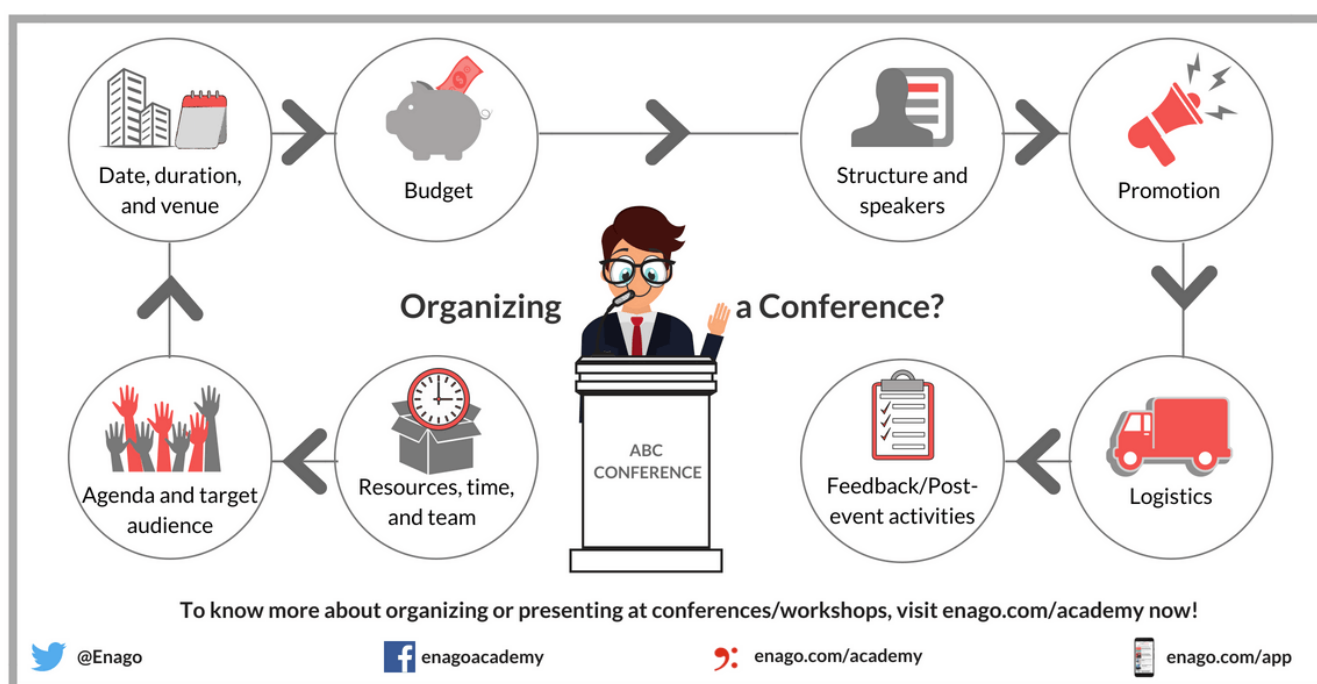 Date, duration,
and venue
Budget
Structure and
speakers
Promotion
Organizing a Conference?
Agenda and target
audience
Resources, time,
and team
ABC
CONFERENCE
Feedback/Post-
event activities
Logistics
To know more about organizing or presenting at conferences/workshops, visit enago.com/academy now!
@Enago
enagoacademy
enago.com/academy
enago.com/app